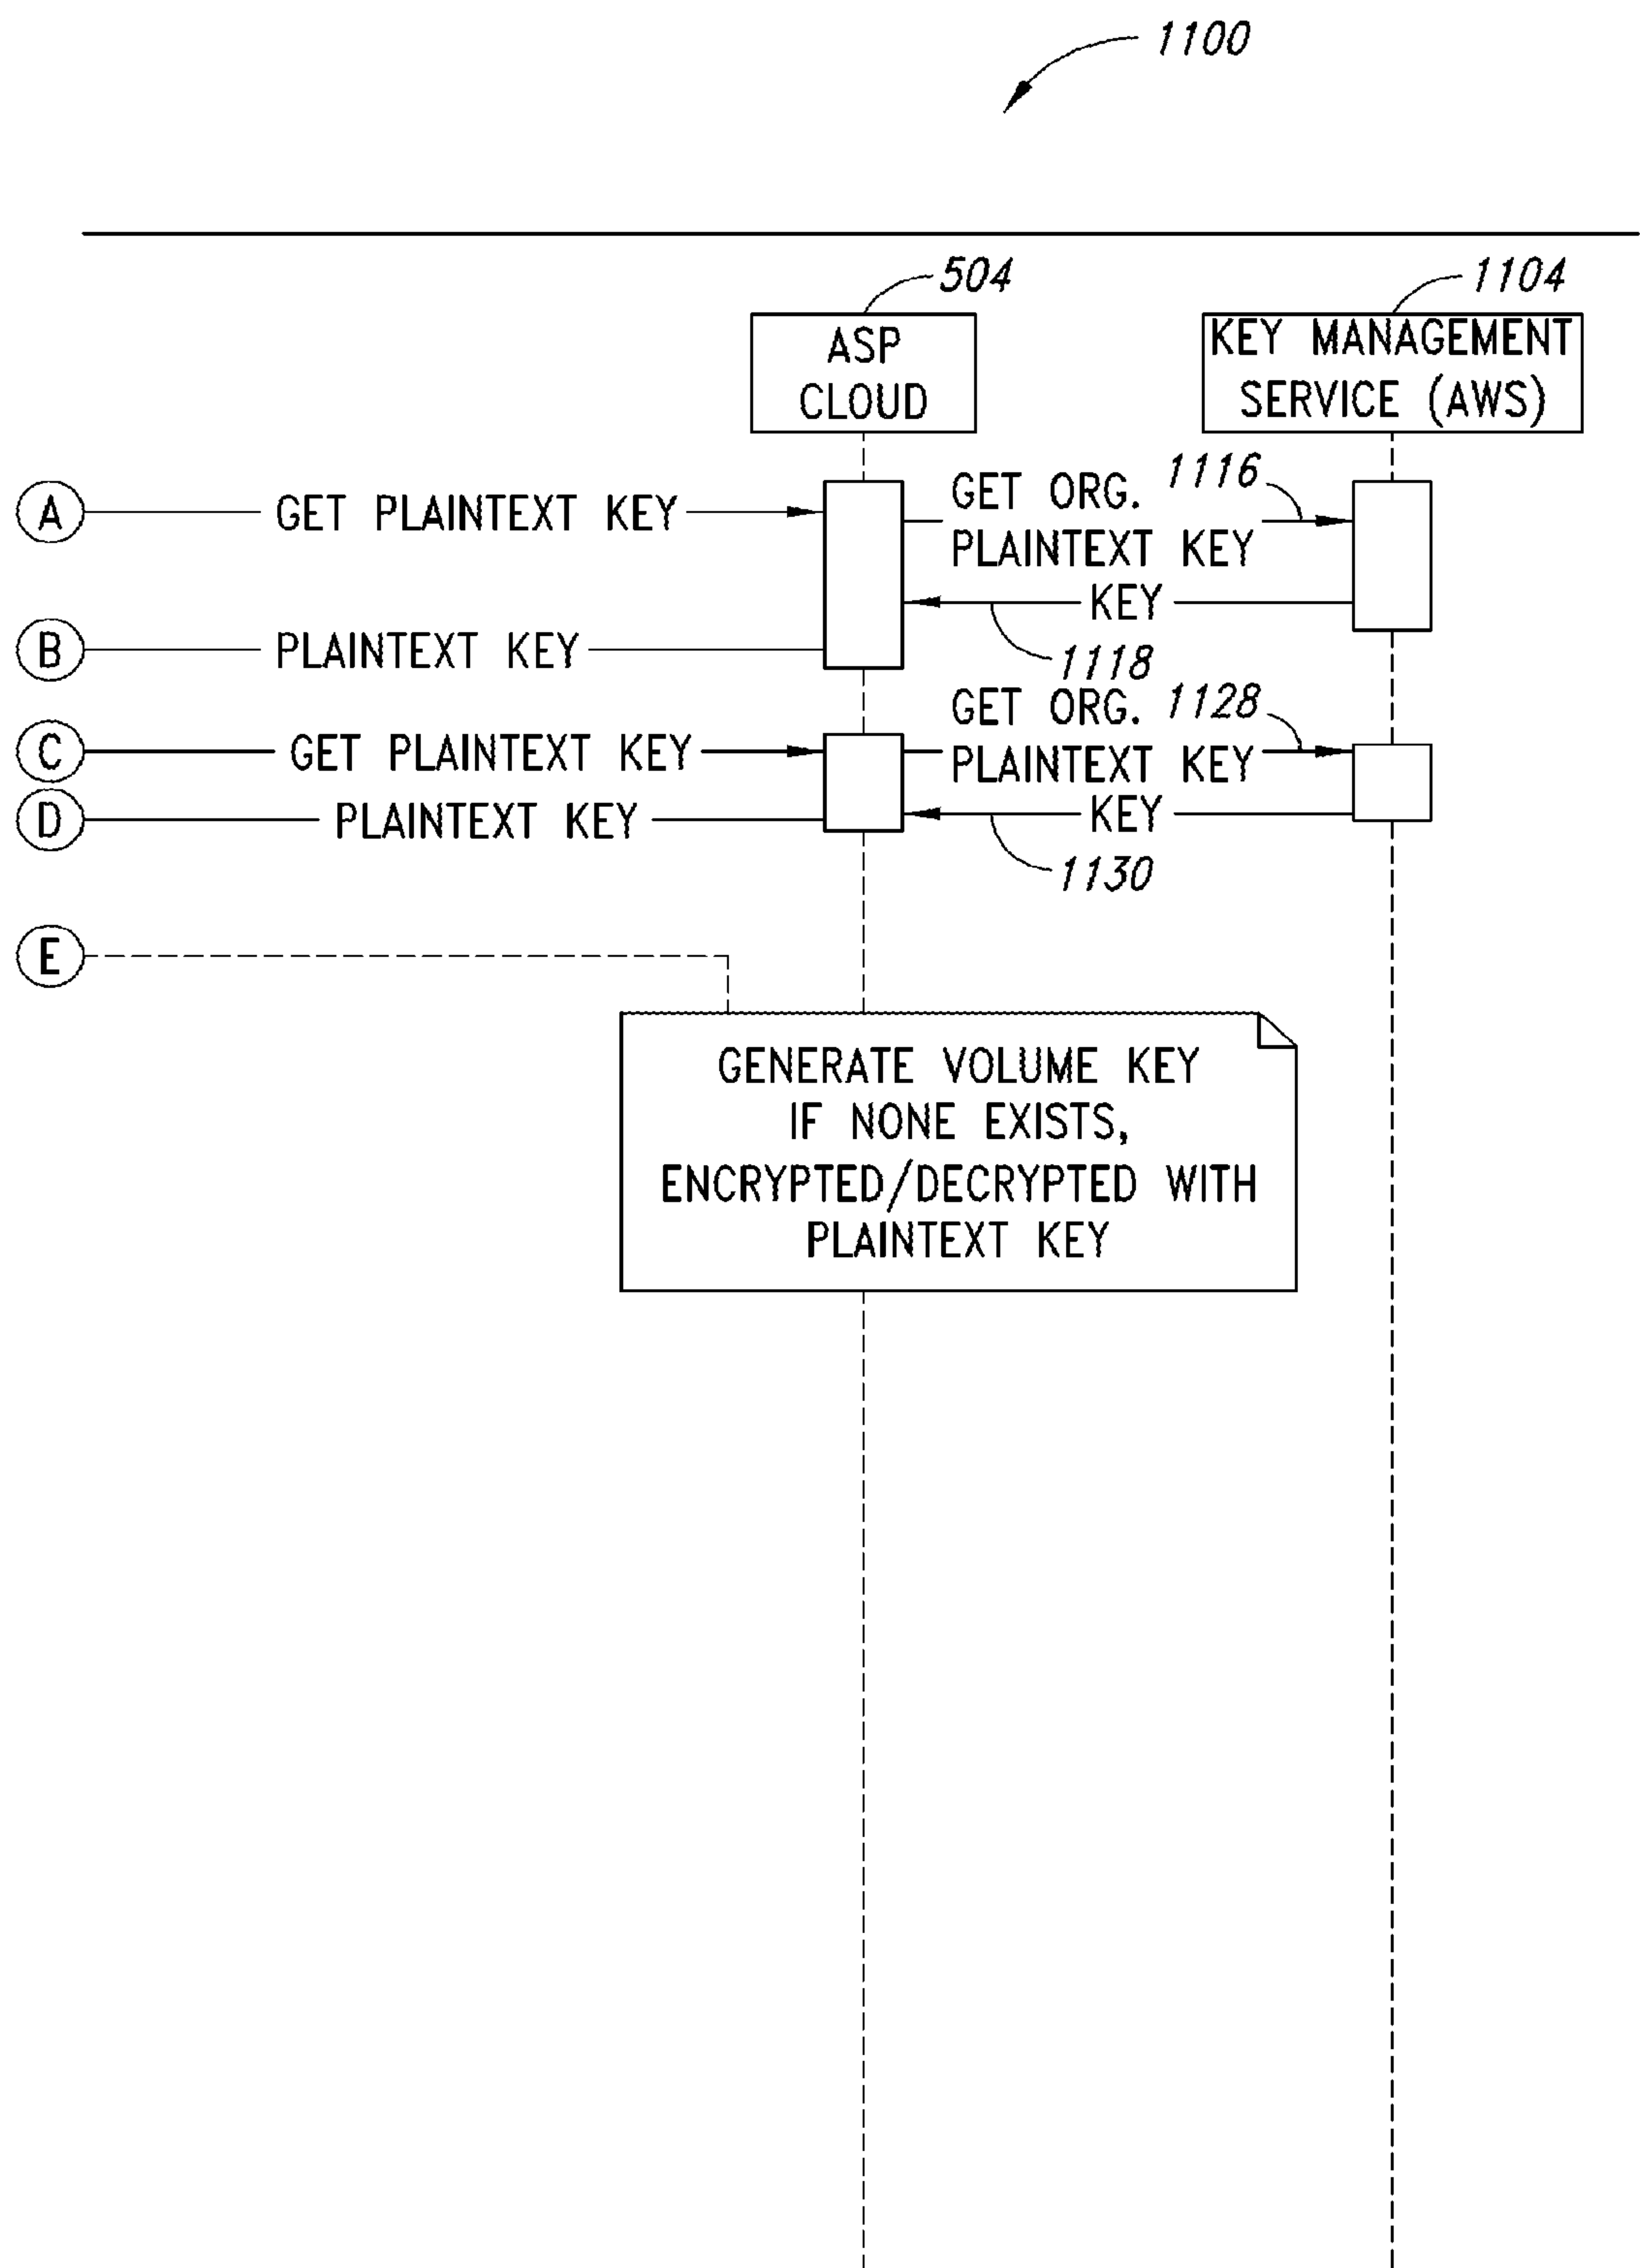 1100
504
1104
ASP
CLOUD
KEY MANAGEMENT
SERVICE (AWS)
A
GET PLAINTEXT KEY
GET ORG.
1116
PLAINTEXT KEY
KEY
B
PLAINTEXT KEY
1118
GET ORG.
1128
C
GET PLAINTEXT KEY
PLAINTEXT KEY
D
PLAINTEXT KEY
KEY
1130
E
GENERATE VOLUME KEY
IF NONE EXISTS,
ENCRYPTED/DECRYPTED WITH
PLAINTEXT KEY